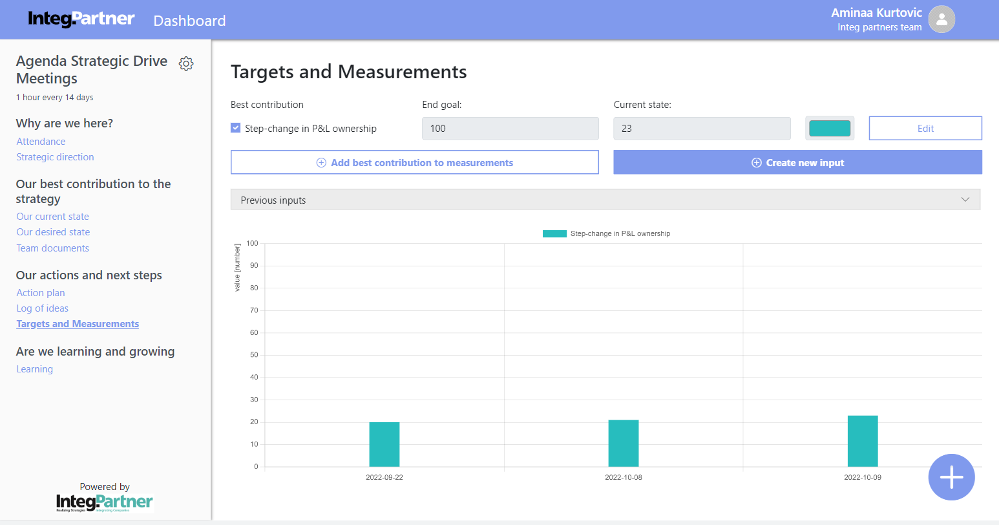 Integ.Partner
Dashboard
Aminaa Kurtovic
Integ partners team
Agenda Strategic Drive
Meetings
1 hour every 14 days
Why are we here?
Attendance
Strategic direction
Our best contribution to the
strategy
Our current state
Our desired state
Team documents
Our actions and next steps
Action plan
Log of ideas
Targets and Measurements
Are we learning and growing
Learning
Powered by
Integ.Partner
Realizing Strategies Integrating Companies
Targets and Measurements
Best contribution
End goal:
Current state:
Step-change in P&L ownership
100
23
Edit
Add best contribution to measurements
Create new input
Previous inputs
Step-change in P&L ownership
value [number]
100
90
80
70
60
50
40
30
20
10
0
2022-09-22
2022-10-08
2022-10-09